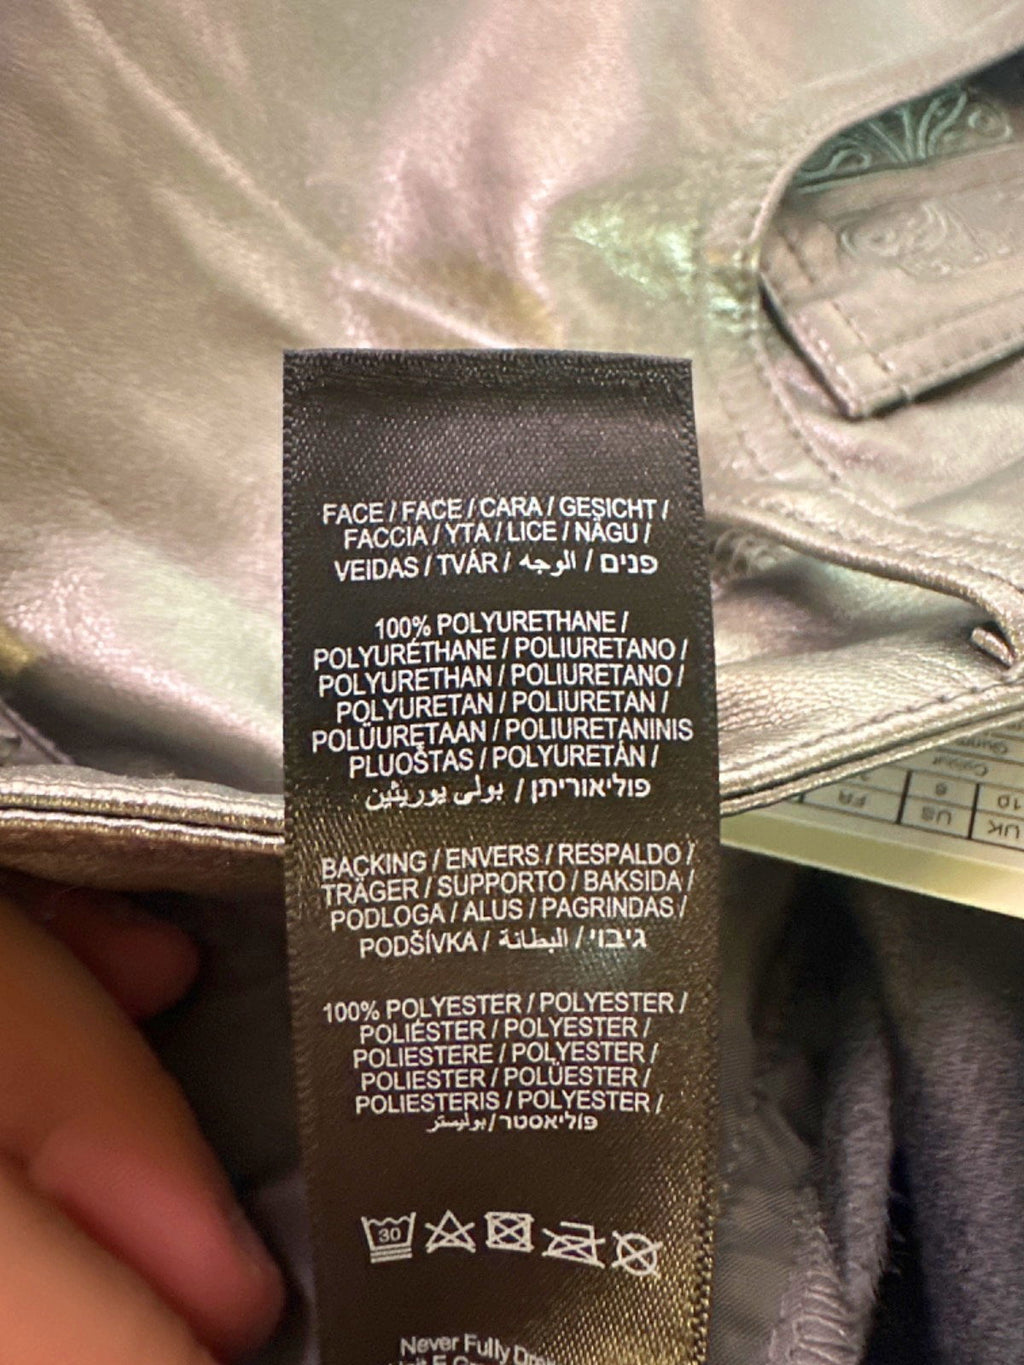 FACE / FACE / CARA / GESICHT /
FACCIA / YTA / LICE / NÄGU /
VEIDAS / TVÁR / الوجه / פנים
100% POLYURETHANE /
POLYURÉTHANE / POLIURETANO /
POLYURETHAN / POLIURETANO /
POLYURETAN / POLIURETAN /
POLÜURETAAN / POLIURETANINIS
PLUOŠTAS / POLYURETÁN /
פוליאוריתן / بولي يوريثين
BACKING / ENVERS / RESPALDO /
TRÄGER / SUPPORTO / BAKSIDA /
PODLOGA / ALUS / PAGRINDAS /
PODŠÍVKA / البطانة / גיבוי
100% POLYESTER / POLYESTER /
POLIÉSTER / POLYESTER /
POLIESTERE / POLYESTER /
POLIESTER / POLÜESTER /
POLIESTERIS / POLYESTER /
פוליאסטר / بوليستر
30
Never Fully
UK US FR
10 6